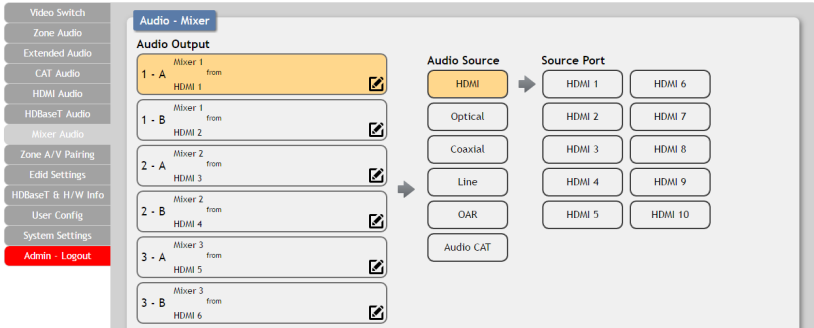 Video Switch
Zone Audio
Extended Audio
CAT Audio
HDMI Audio
HDBaseT Audio
Mixer Audio
Zone A/V Pairing
Edid Settings
HDBaseT & H/W Info
User Config
System Settings
Admin - Logout
Audio - Mixer
Audio Output
1 - A
Mixer 1
from
HDMI 1
1 - B
Mixer 1
from
HDMI 2
2 - A
Mixer 2
from
HDMI 3
2 - B
Mixer 2
from
HDMI 4
3 - A
Mixer 3
from
HDMI 5
3 - B
Mixer 3
from
HDMI 6
Audio Source
HDMI
Optical
Coaxial
Line
OAR
Audio CAT
Source Port
HDMI 1 HDMI 6
HDMI 2 HDMI 7
HDMI 3 HDMI 8
HDMI 4 HDMI 9
HDMI 5 HDMI 10